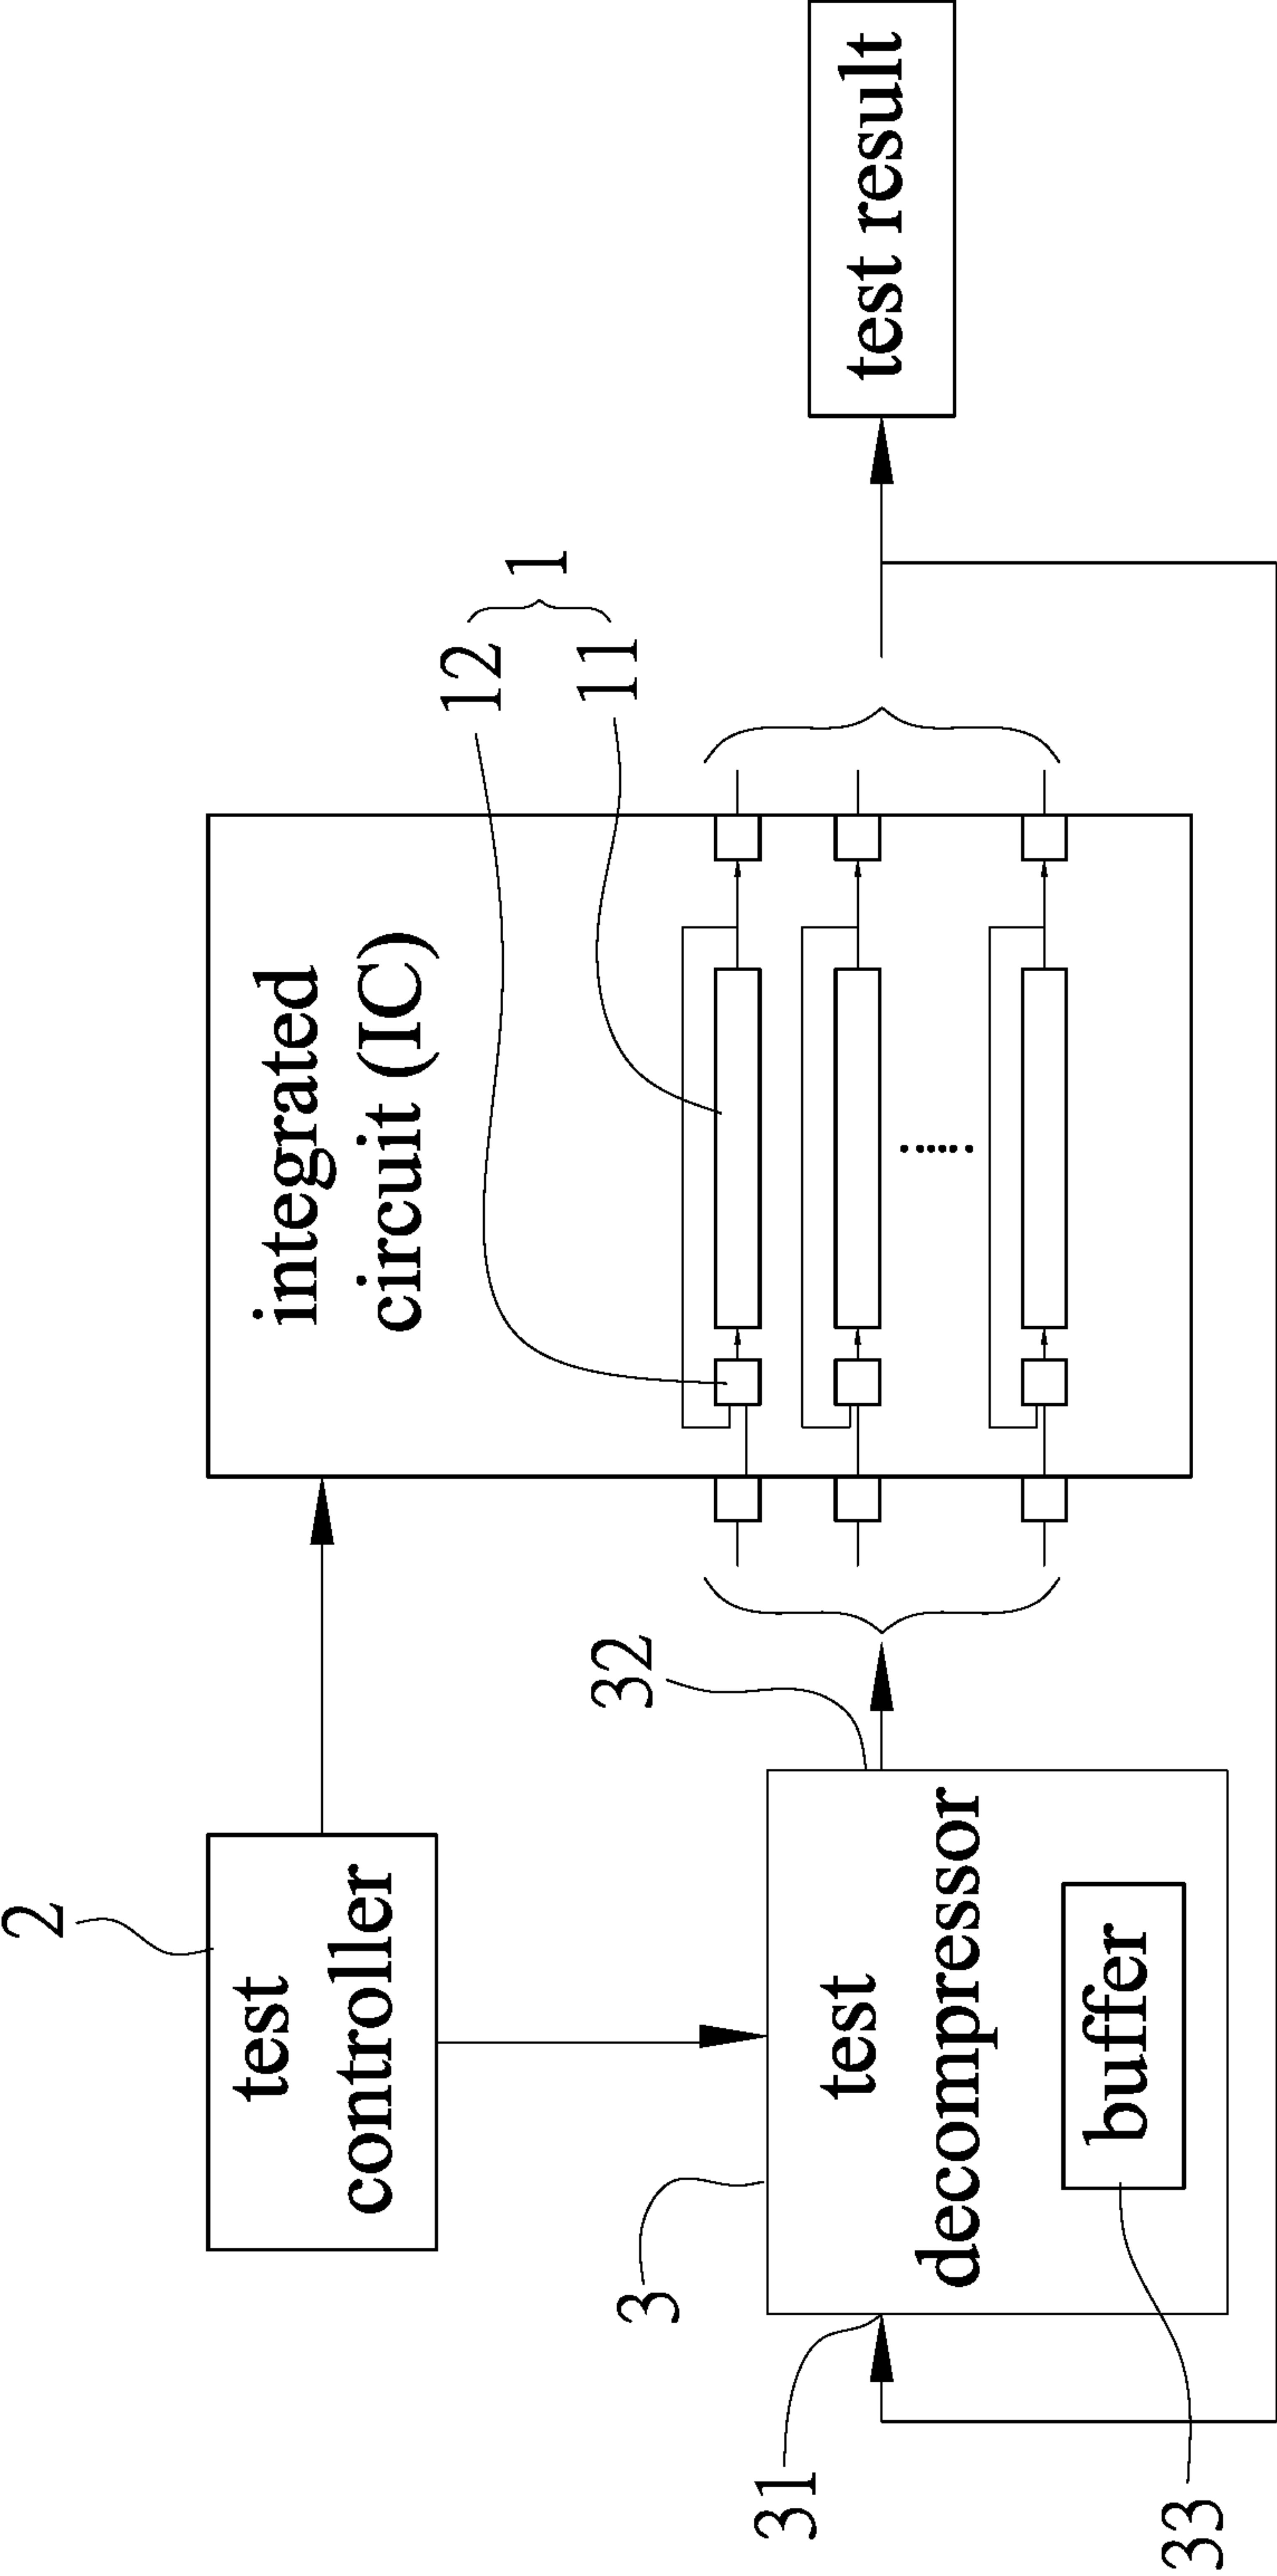 2
test
controller
integrated
circuit (IC)
12
11
1
3
32
31
test
decompressor
buffer
33
......
test result